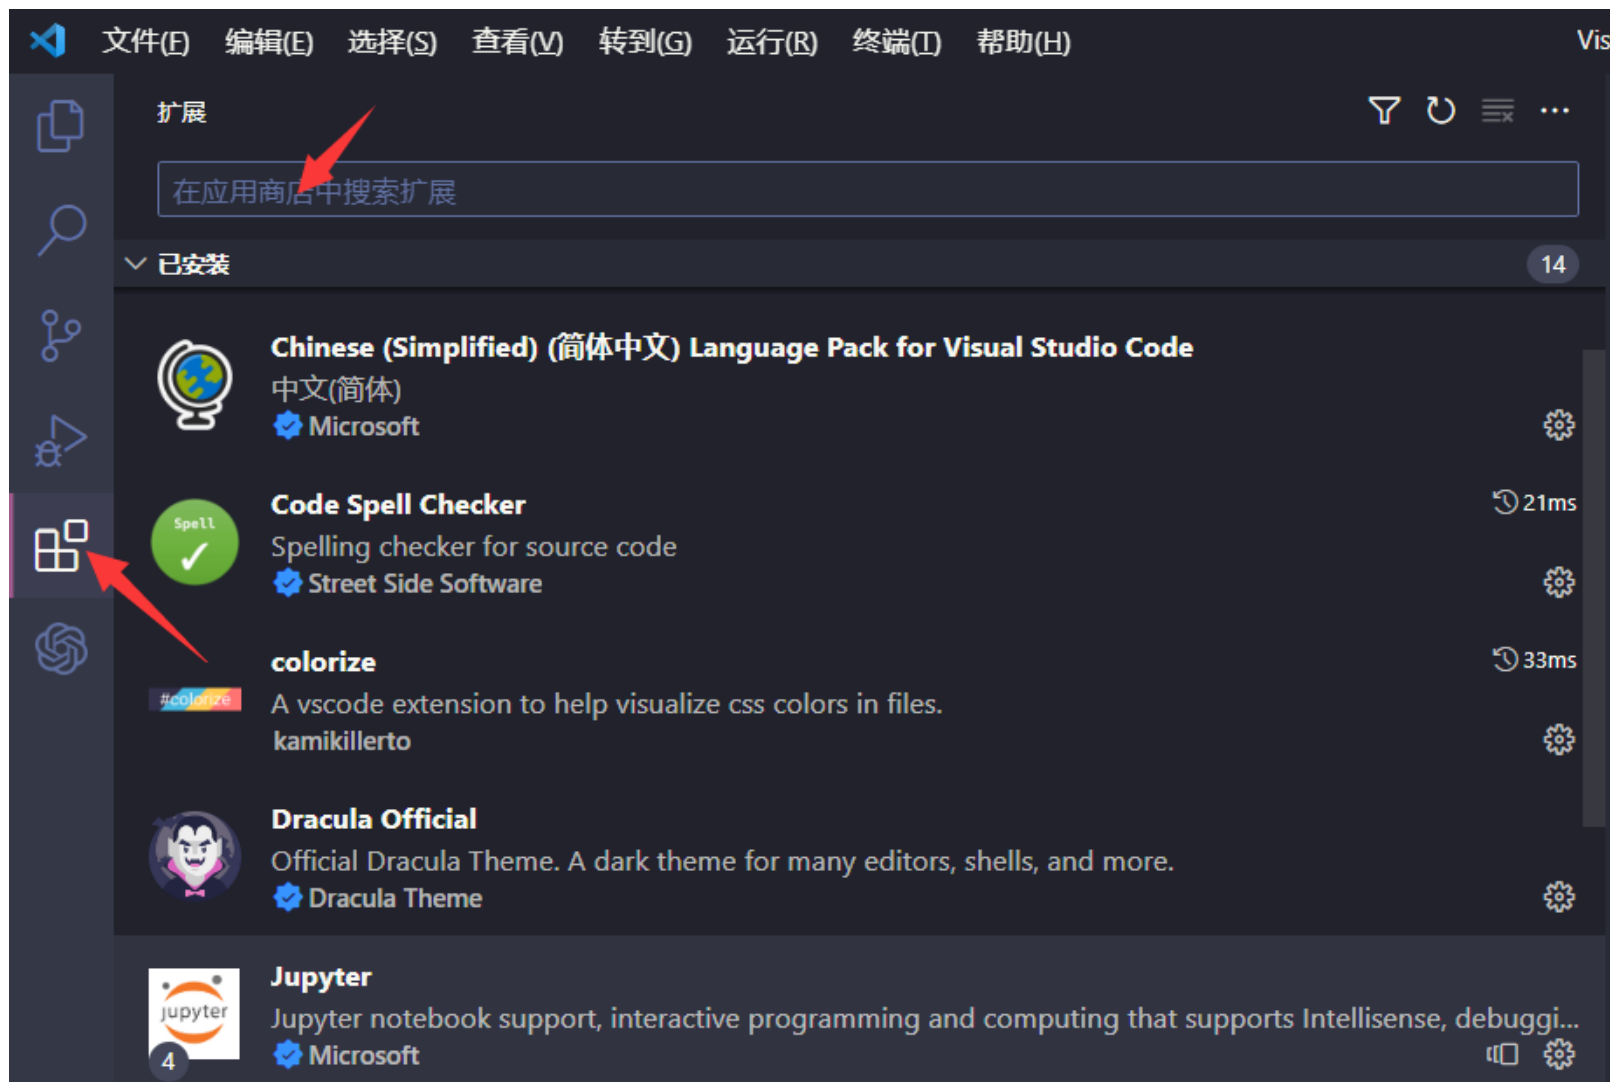 文件(F) 编辑(E) 选择(S) 查看(V) 转到(G) 运行(R) 终端(T) 帮助(H) Vis
扩展
在应用商店中搜索扩展
已安装 14
Chinese (Simplified) (简体中文) Language Pack for Visual Studio Code
中文(简体)
Microsoft
Code Spell Checker 21ms
Spell
Spelling checker for source code
Street Side Software
colorize 33ms
#colorize
A vscode extension to help visualize css colors in files.
kamikillerto
Dracula Official
Official Dracula Theme. A dark theme for many editors, shells, and more.
Dracula Theme
Jupyter
jupyter
Jupyter notebook support, interactive programming and computing that supports Intellisense, debuggi...
4 Microsoft